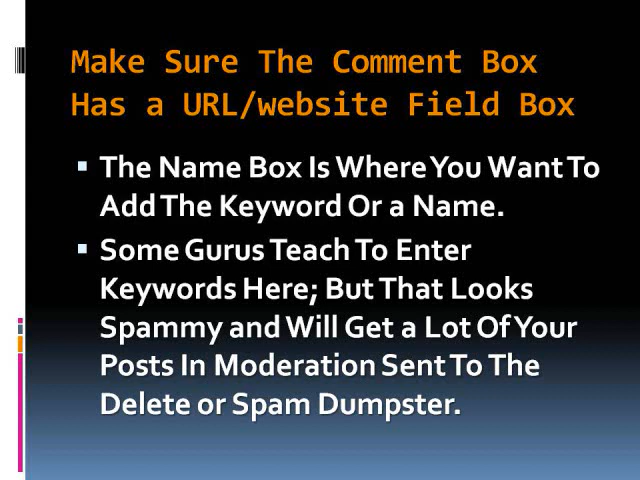 Make Sure The Comment Box
Has a URL/website Field Box
The Name Box Is Where You Want To
Add The Keyword Or a Name.
Some Gurus Teach To Enter
Keywords Here; But That Looks
Spammy and Will Get a Lot Of Your
Posts In Moderation Sent To The
Delete or Spam Dumpster.